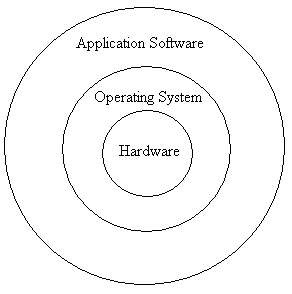 Application Software
Operating System
Hardware